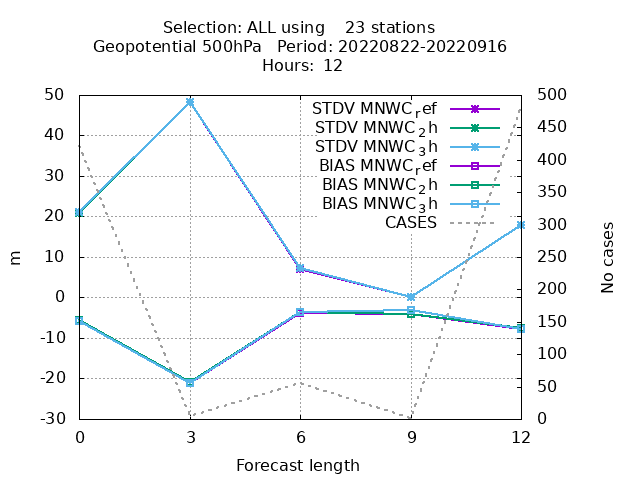 Selection: ALL using    23 stations
Geopotential 500hPa   Period: 20220822-20220916
Hours: 12
STDV MNWC_ref
STDV MNWC_2h
STDV MNWC_3h
BIAS MNWC_ref
BIAS MNWC_2h
BIAS MNWC_3h
CASES
50
40
30
20
10
0
-10
-20
-30
m
500
450
400
350
300
250
200
150
100
50
0
No cases
0 3 6 9 12
Forecast length